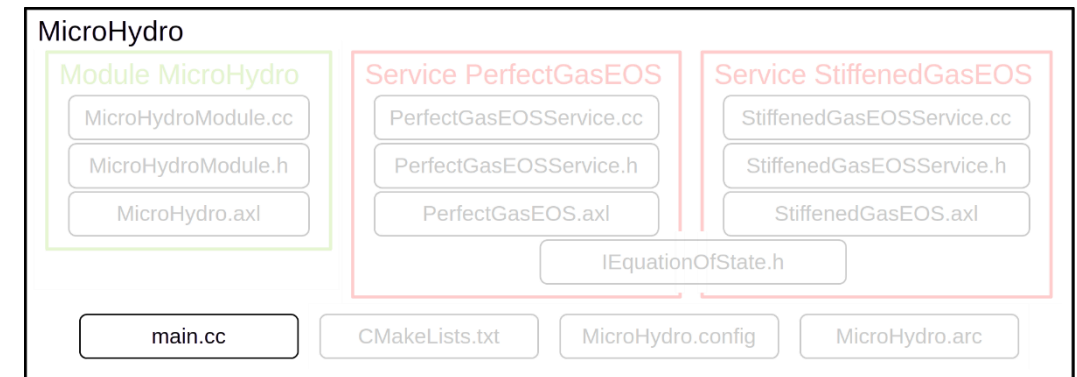 MicroHydro
Module MicroHydro
MicroHydroModule.cc
MicroHydroModule.h
MicroHydro.axl
Service PerfectGasEOS
PerfectGasEOSService.cc
PerfectGasEOSService.h
PerfectGasEOS.axl
Service StiffenedGasEOS
StiffenedGasEOSService.cc
StiffenedGasEOSService.h
StiffenedGasEOS.axl
IEquationOfState.h
main.cc
CMakeLists.txt
MicroHydro.config
MicroHydro.arc